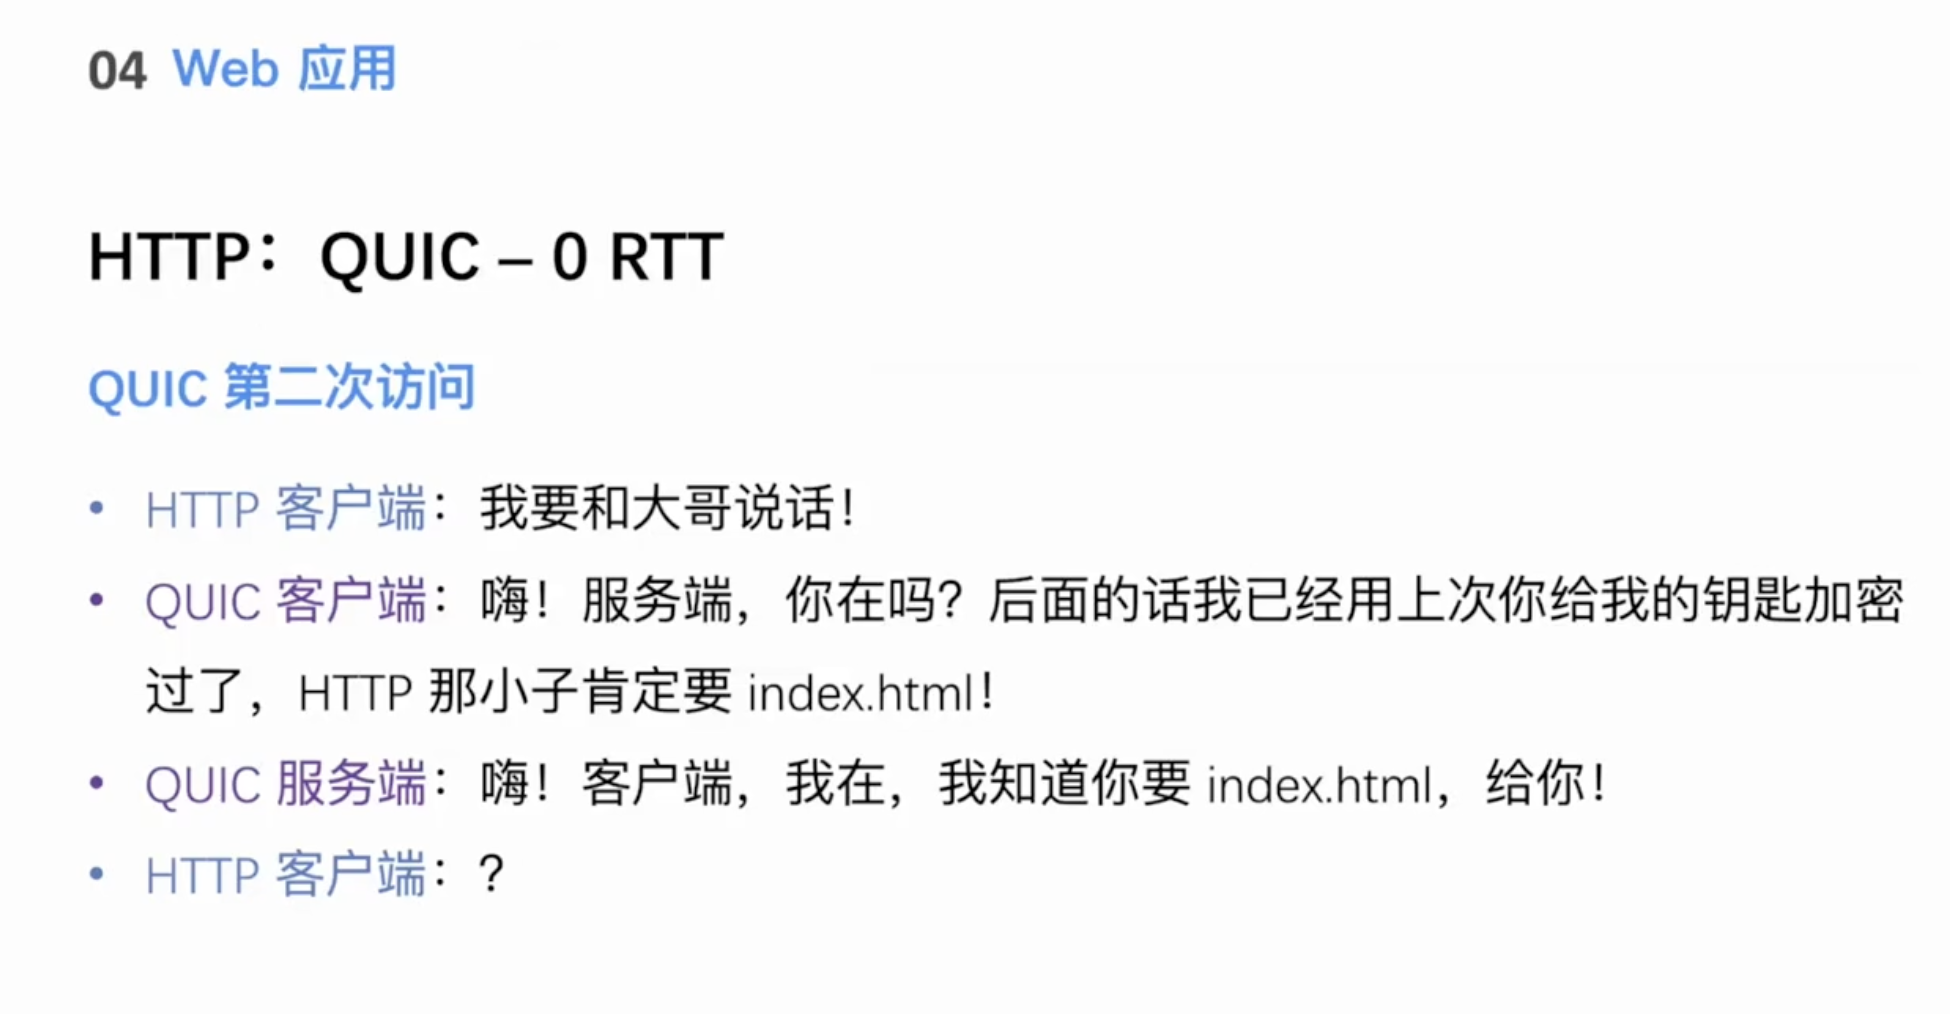 04 Web 应用
HTTP：QUIC – 0 RTT
QUIC 第二次访问
• HTTP 客户端：我要和大哥说话！
• QUIC 客户端：嗨！服务端，你在吗？后面的话我已经用上次你给我的钥匙加密
过了，HTTP 那小子肯定要 index.html！
• QUIC 服务端：嗨！客户端，我在，我知道你要 index.html，给你！
• HTTP 客户端：？